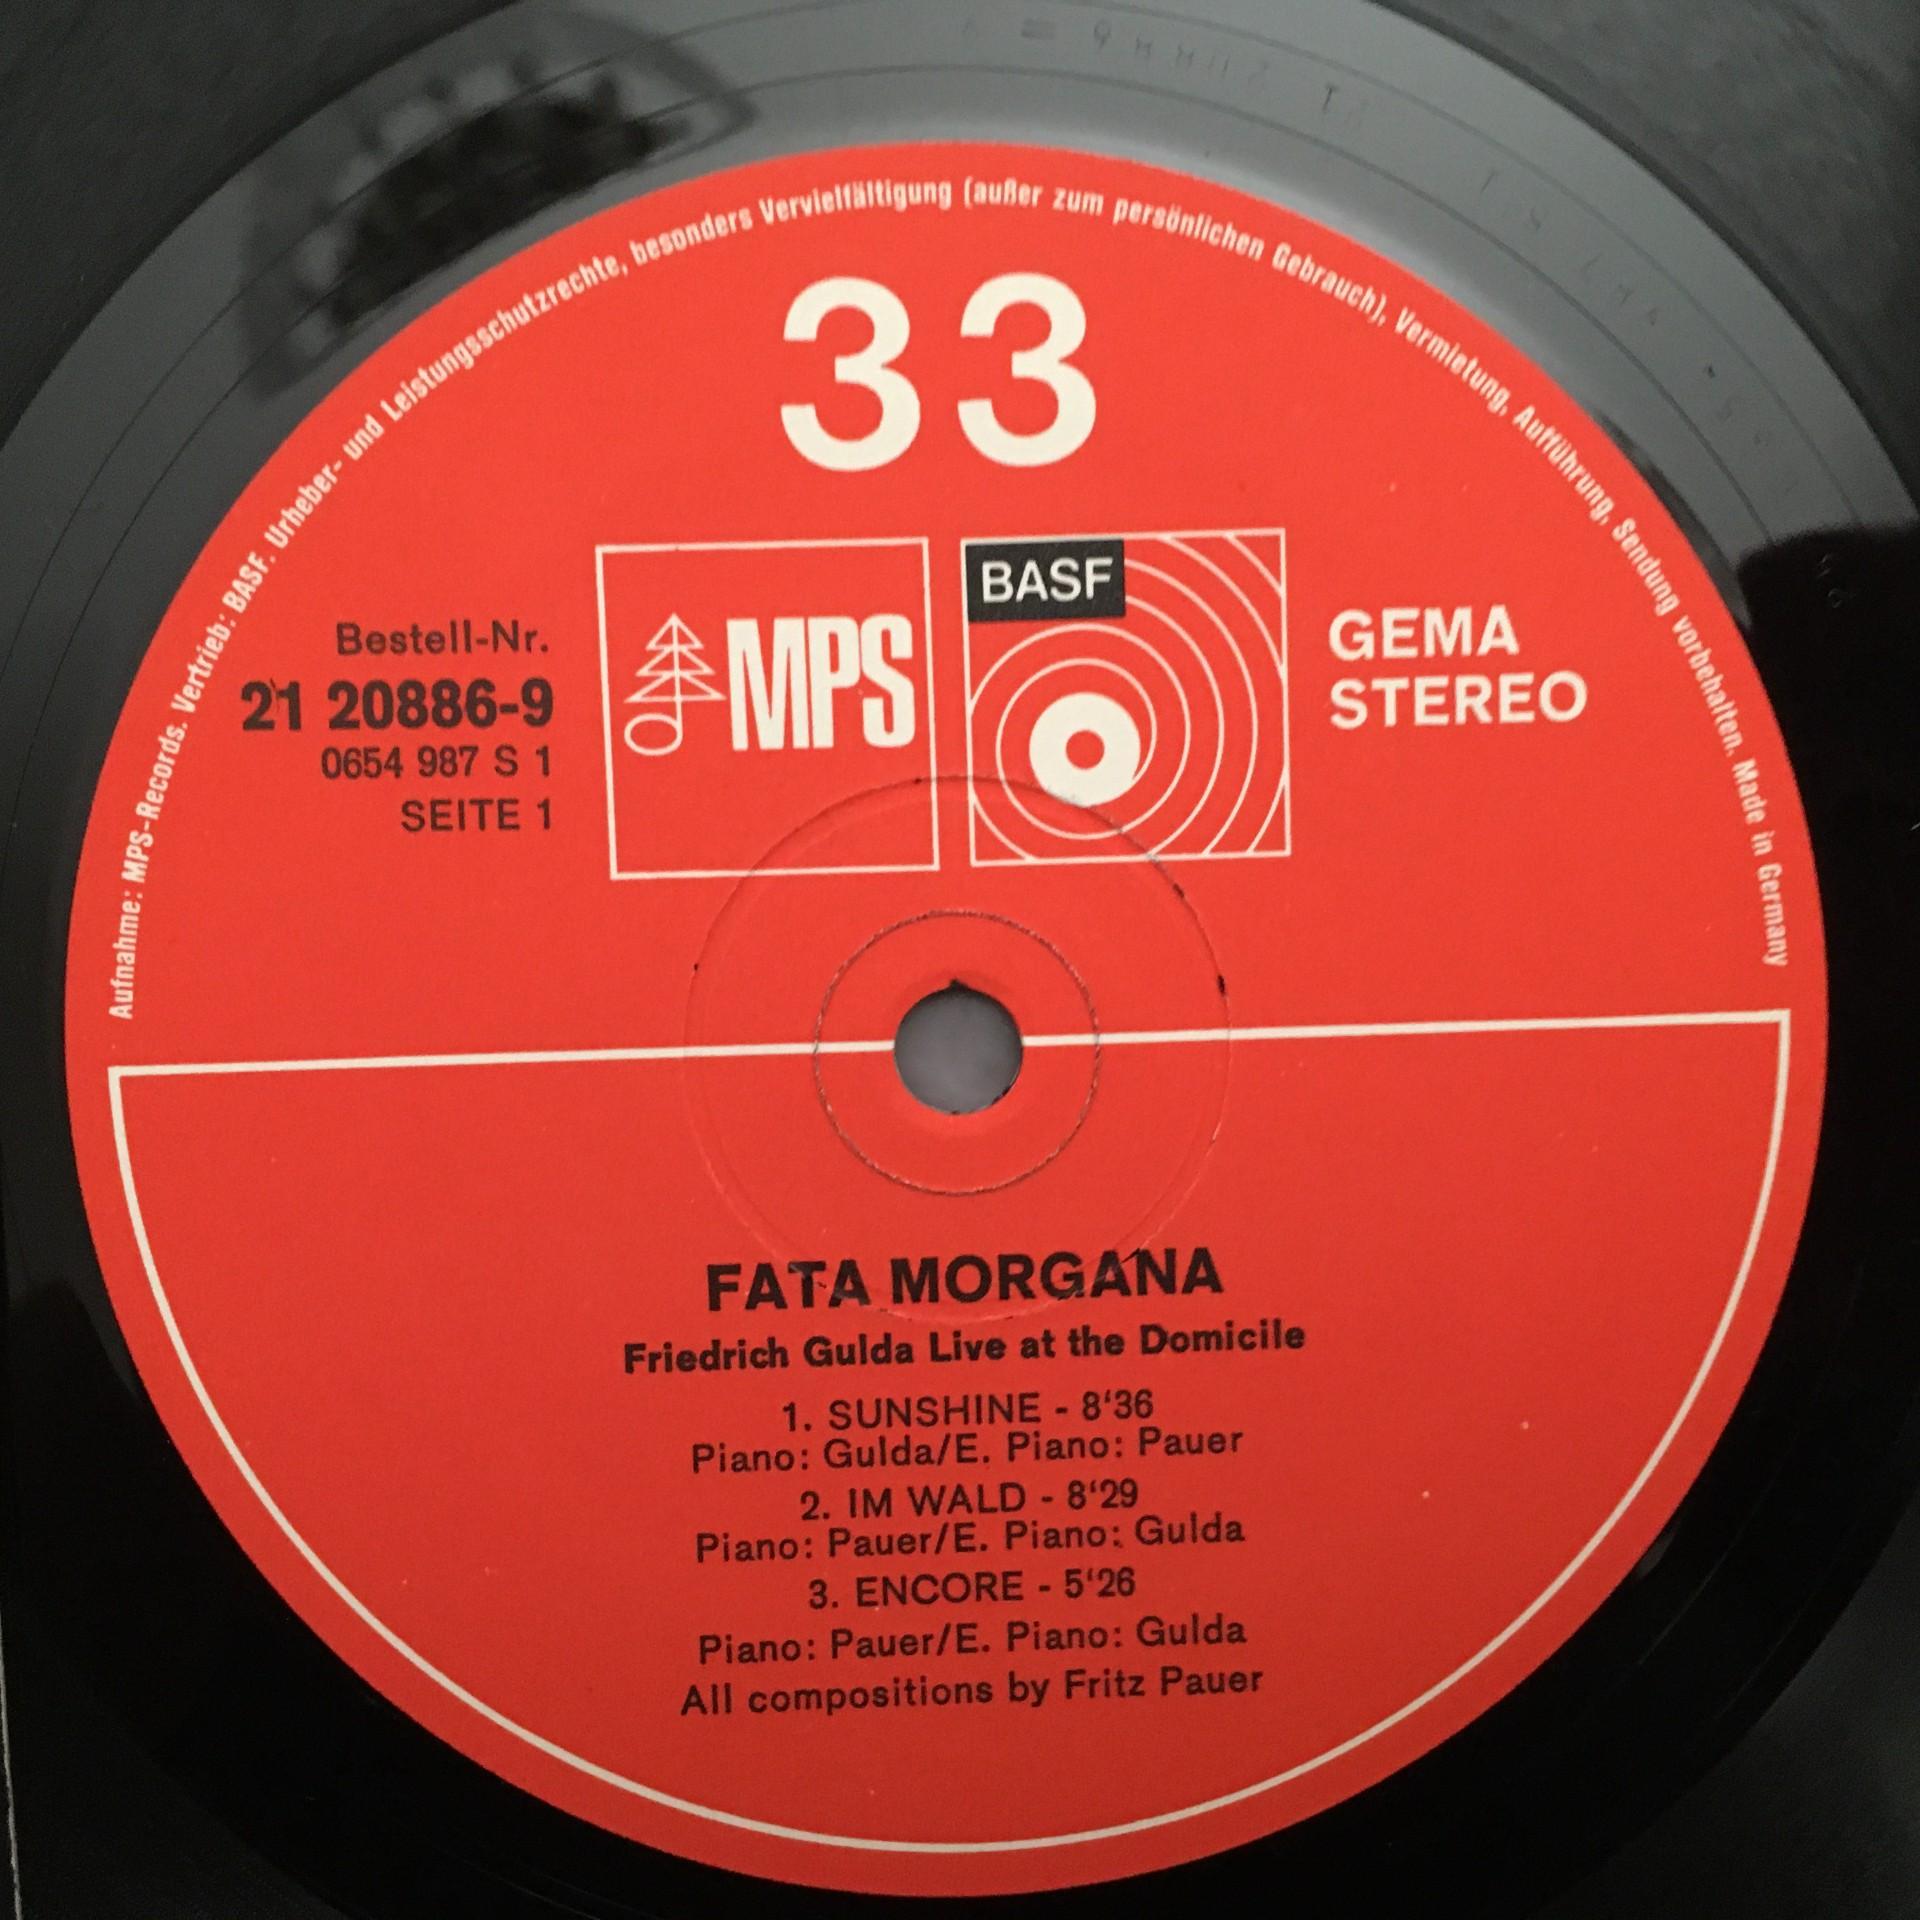 Aufnahme: MPS-Records. Vertrieb: BASF. Urheber- und Leistungsschutzrechte, besonders Vervielfältigung (außer zum persönlichen Gebrauch), Vermietung, Aufführung, Sendung vorbehalten. Made in Germany
33
Bestell-Nr.
21 20886-9
0654 987 S 1
SEITE 1
MPS
BASF
GEMA
STEREO
FATA MORGANA
Friedrich Gulda Live at the Domicile
1. SUNSHINE - 8‘36
Piano: Gulda/E. Piano: Pauer
2. IM WALD - 8‘29
Piano: Pauer/E. Piano: Gulda
3. ENCORE - 5‘26
Piano: Pauer/E. Piano: Gulda
All compositions by Fritz Pauer